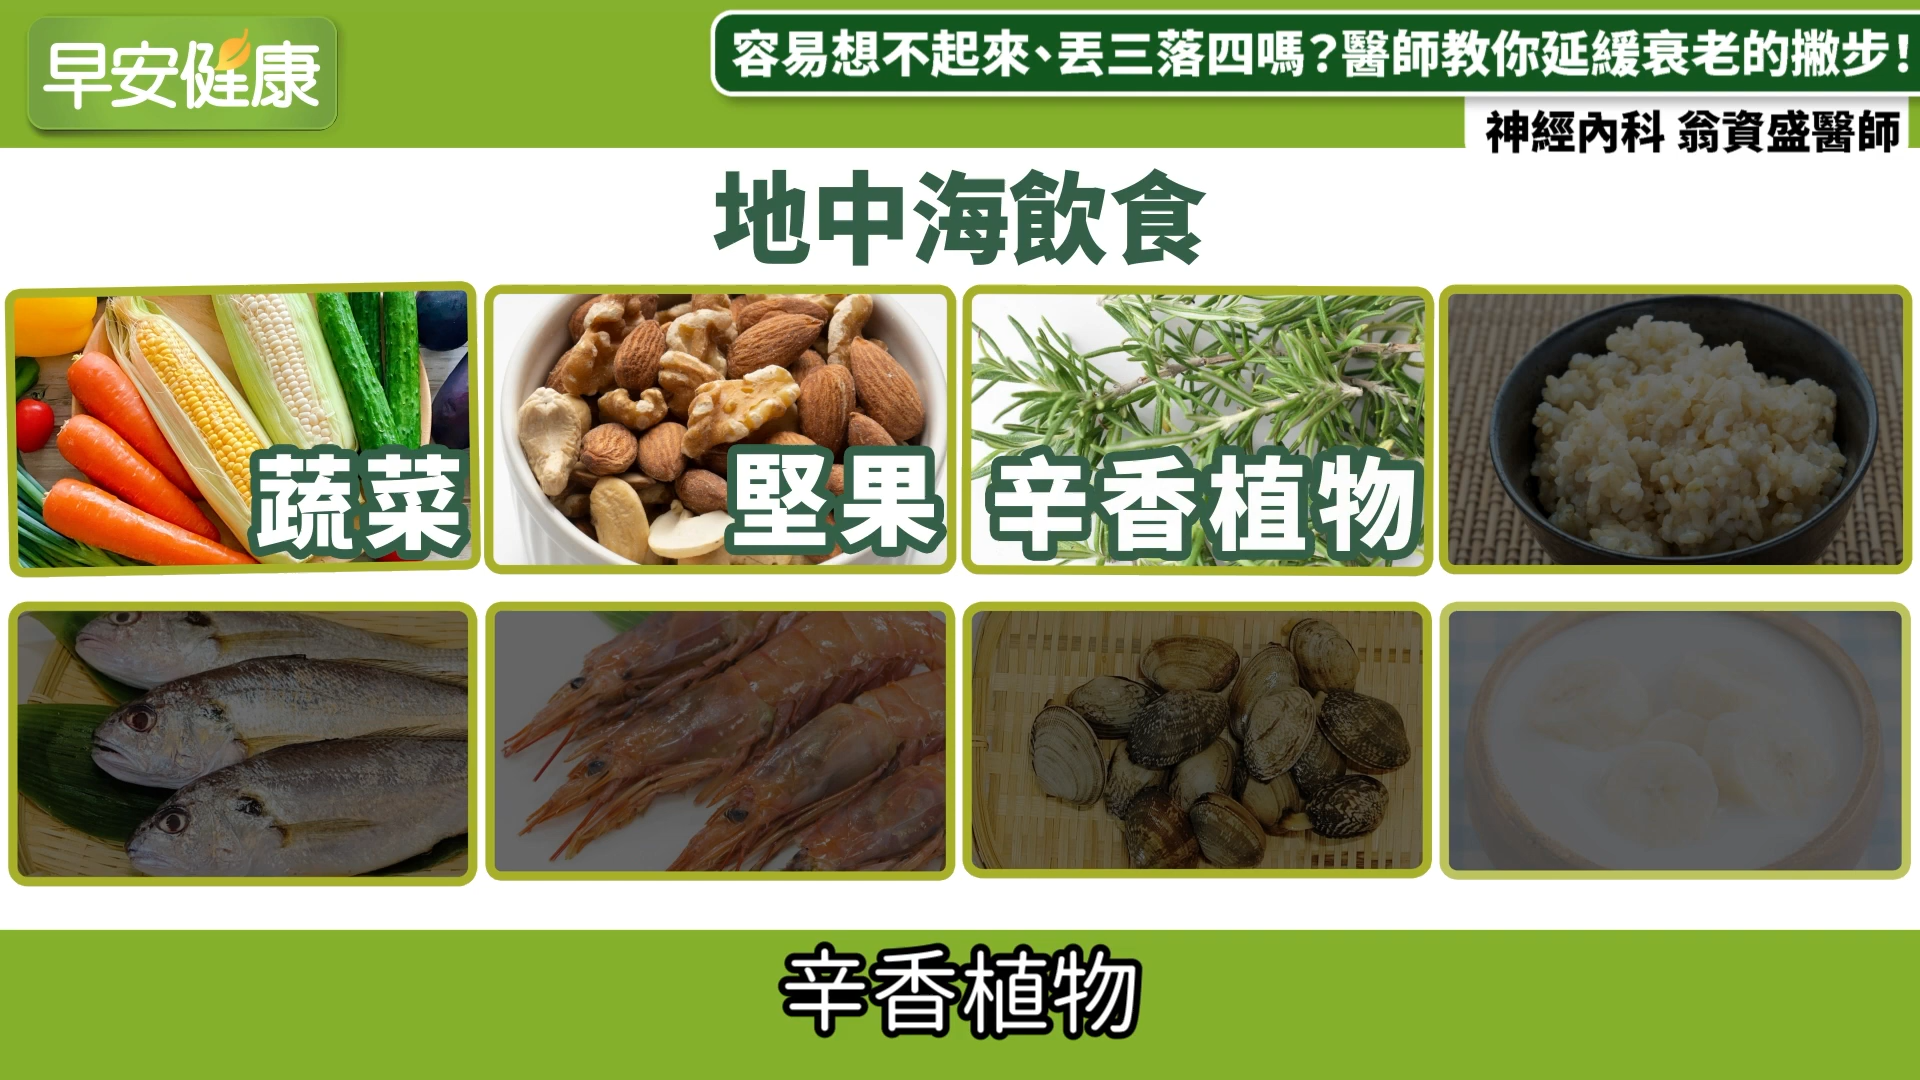 早安健康
容易想不起來、丟三落四嗎？醫師教你延緩衰老的撇步！
神經內科 翁資盛醫師
地中海飲食
蔬菜
堅果
辛香植物
辛香植物